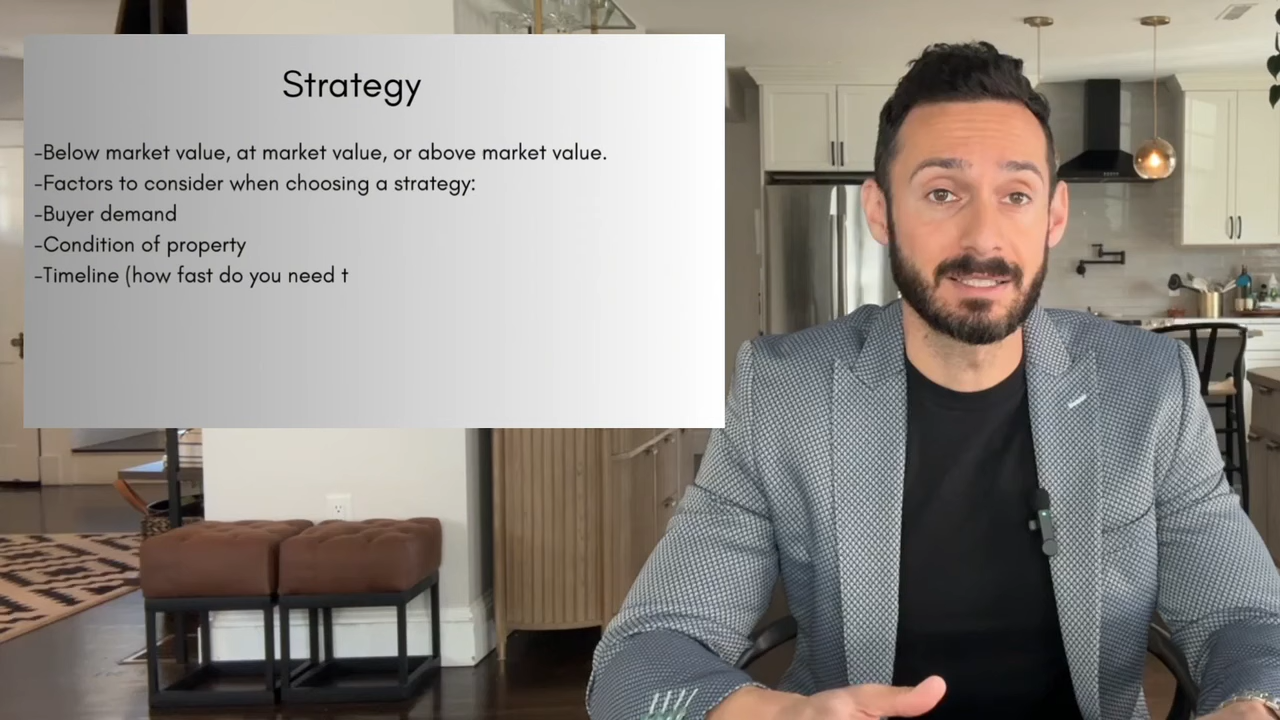 Strategy
-Below market value, at market value, or above market value.
-Factors to consider when choosing a strategy:
-Buyer demand
-Condition of property
-Timeline (how fast do you need t